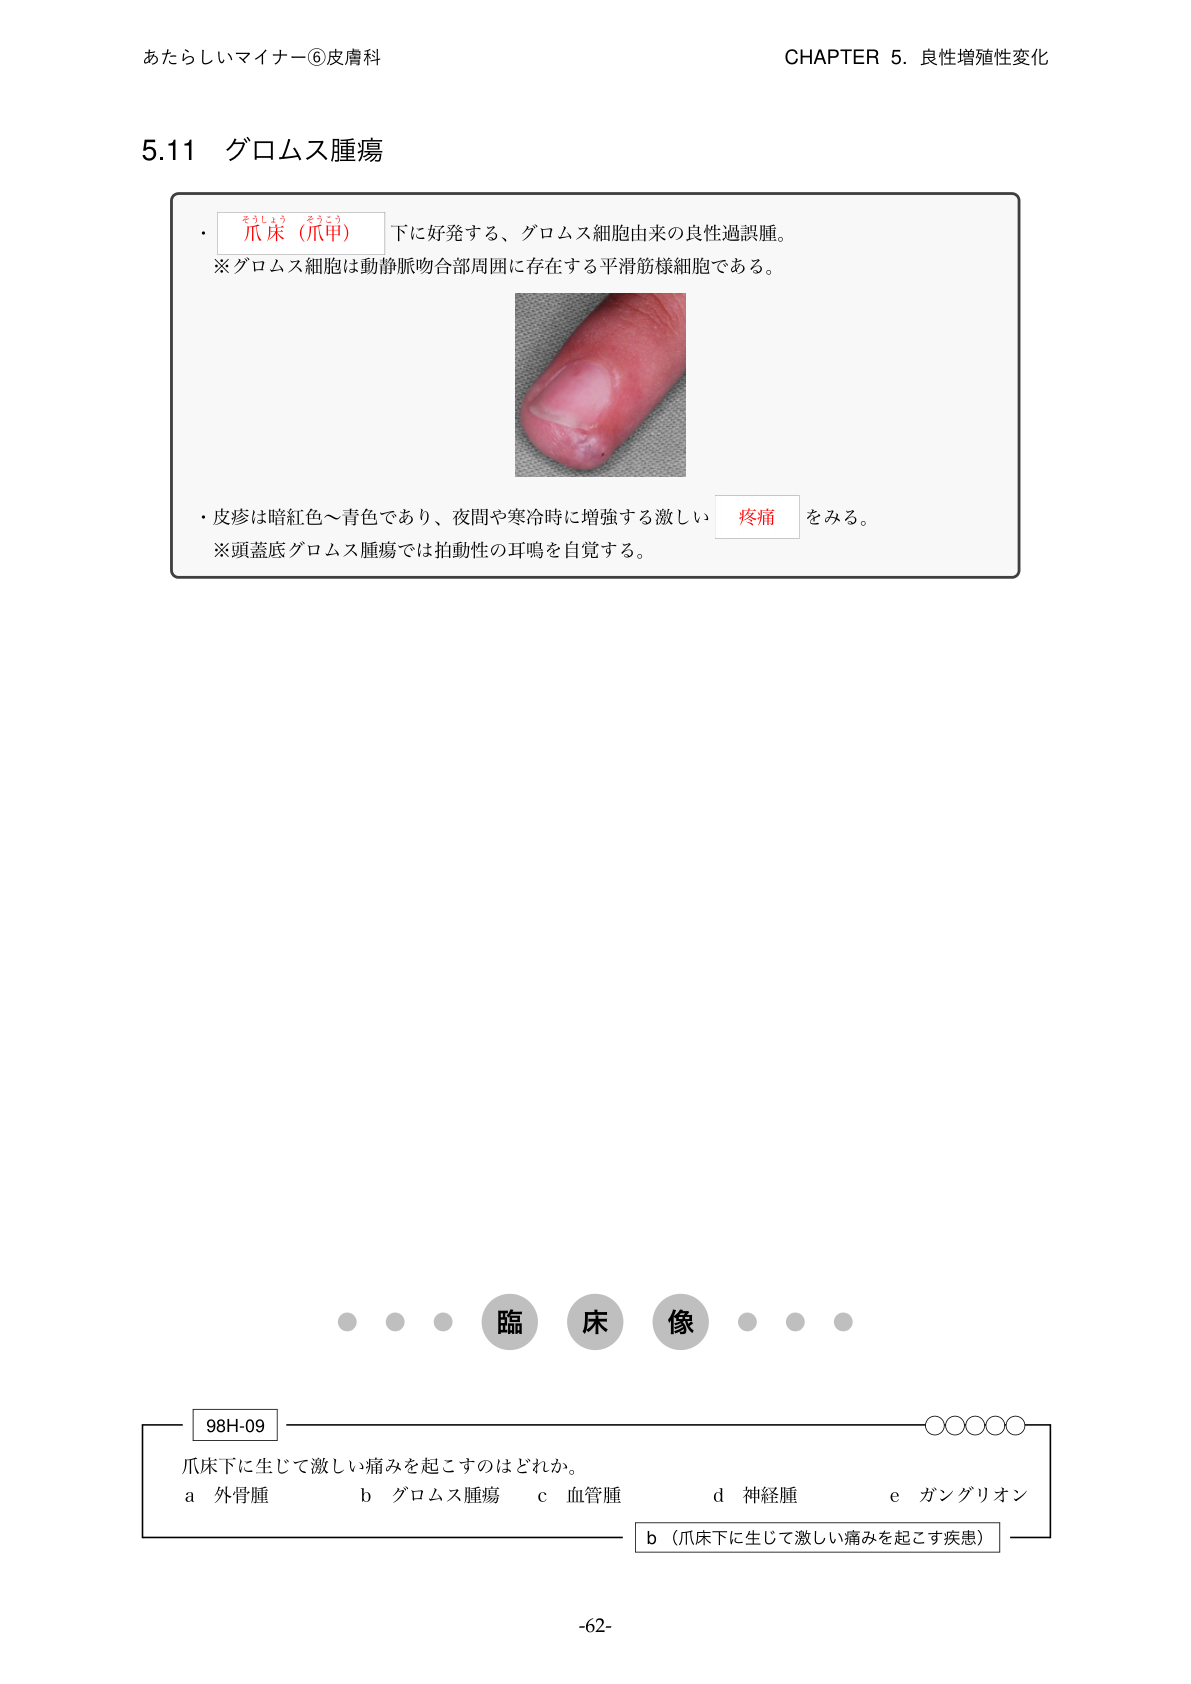 あたらしいマイナー⑥皮膚科
CHAPTER 5. 良性増殖性変化
5.11 グロムス腫瘍
そうしょう そうこう
・爪床（爪甲）下に好発する、グロムス細胞由来の良性過誤腫。
※グロムス細胞は動静脈吻合部周囲に存在する平滑筋様細胞である。
・皮疹は暗紅色〜青色であり、夜間や寒冷時に増強する激しい 疼痛 をみる。
※頭蓋底グロムス腫瘍では拍動性の耳鳴を自覚する。
臨 床 像
98H-09
爪床下に生じて激しい痛みを起こすのはどれか。
a 外骨腫 b グロムス腫瘍 c 血管腫 d 神経腫 e ガングリオン
b （爪床下に生じて激しい痛みを起こす疾患）
-62-